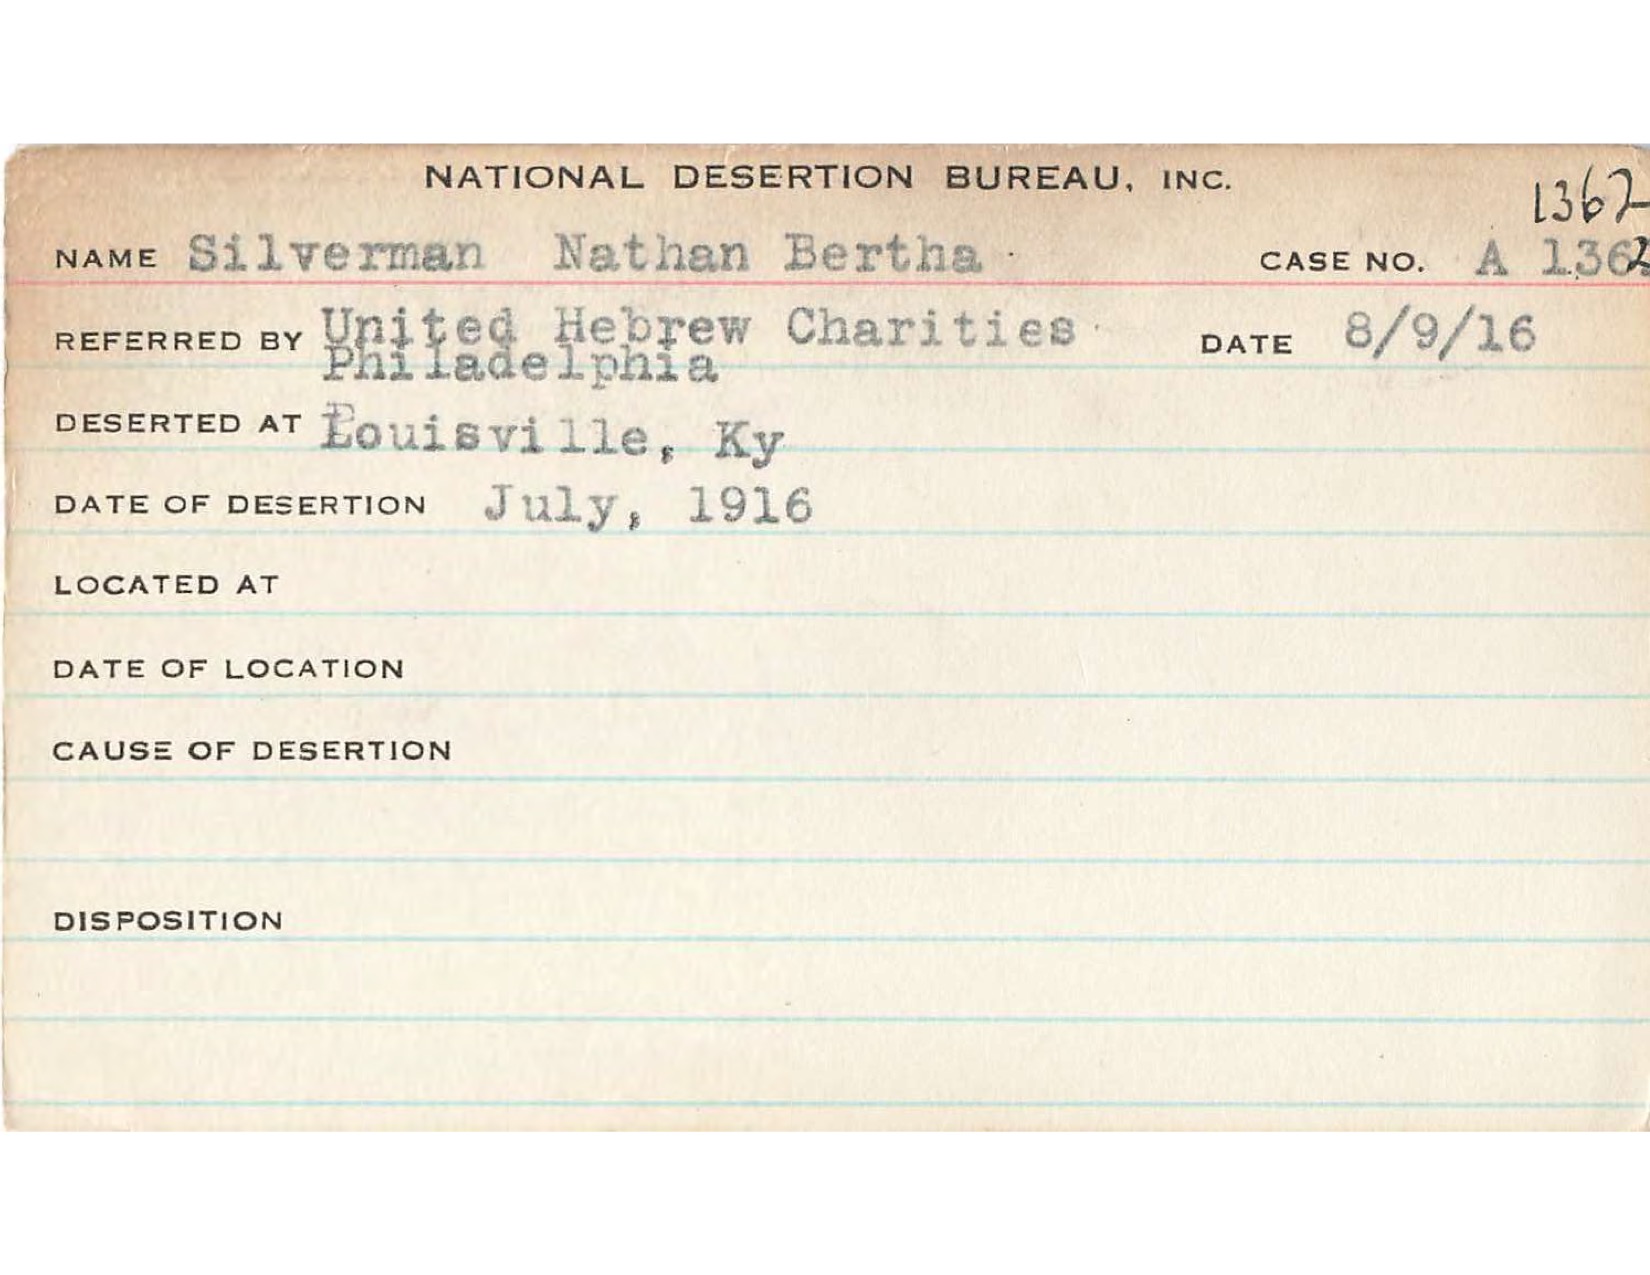 NATIONAL DESERTION BUREAU, INC.
1362
NAME Silverman Nathan Bertha CASE NO. A 1362
REFERRED BY United Hebrew Charities DATE 8/9/16
Philadelphia
DESERTED AT Louisville, Ky
DATE OF DESERTION July, 1916
LOCATED AT
DATE OF LOCATION
CAUSE OF DESERTION
DISPOSITION